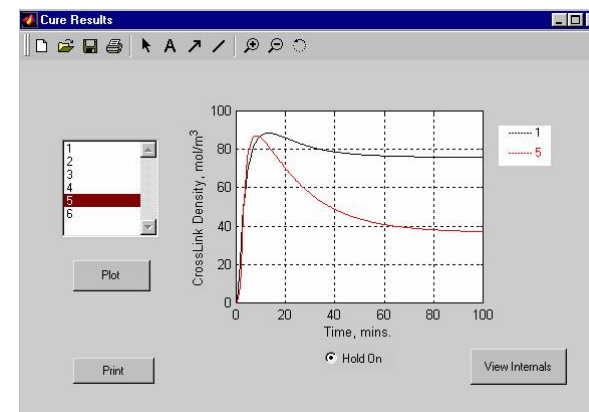 Cure Results
A
1
2
3
4
5
6
Plot
Print
CrossLink Density, mol/m³
100
80
60
40
20
0
0 20 40 60 80 100
Time, mins.
1
5
Hold On
View Internals